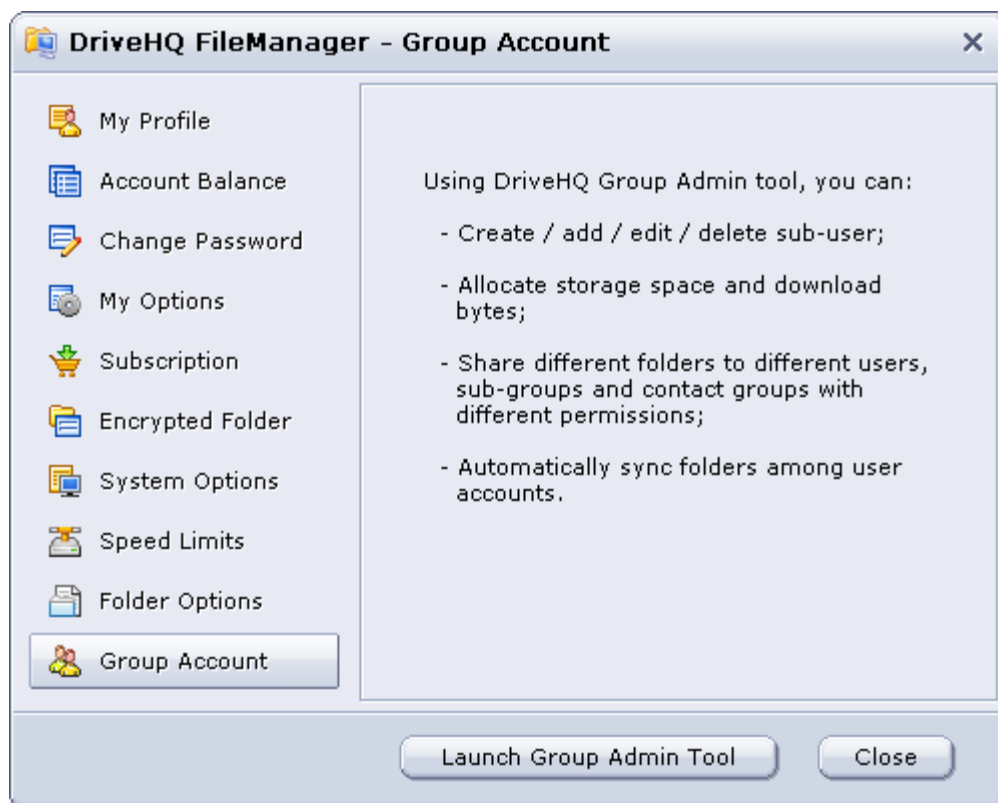 DriveHQ FileManager - Group Account
My Profile
Account Balance
Change Password
My Options
Subscription
Encrypted Folder
System Options
Speed Limits
Folder Options
Group Account
Using DriveHQ Group Admin tool, you can:
- Create / add / edit / delete sub-user;
- Allocate storage space and download
bytes;
- Share different folders to different users,
sub-groups and contact groups with
different permissions;
- Automatically sync folders among user
accounts.
Launch Group Admin Tool
Close